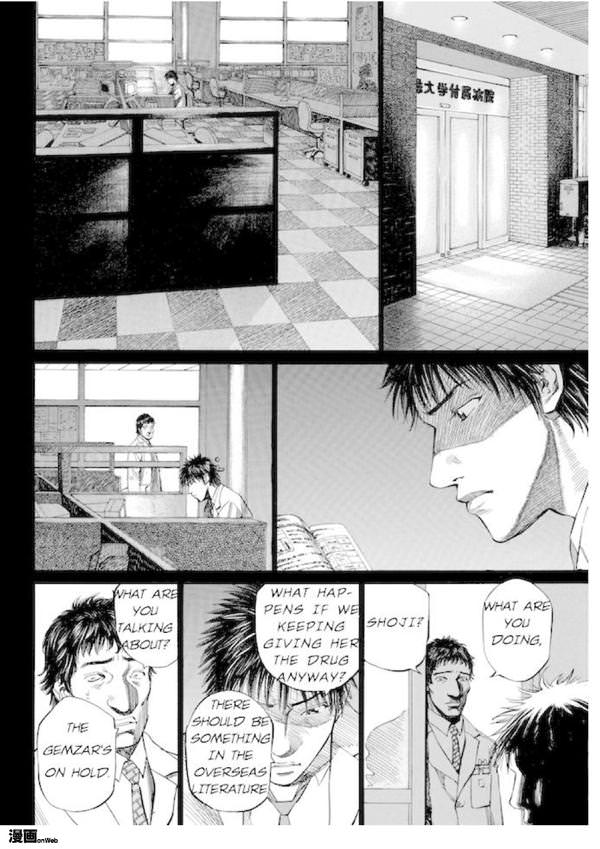 大学付属病院
WHAT ARE
YOU
DOING,
SHOJI?
WHAT HAP-
PENS IF WE
KEEPING
GIVING HER
THE DRUG
ANYWAY?
THERE
SHOULD BE
SOMETHING
IN THE
OVERSEAS
LITERATURE
WHAT ARE
YOU
TALKING
ABOUT?
THE
GEMZAR'S
ON HOLD.
漫画onWeb